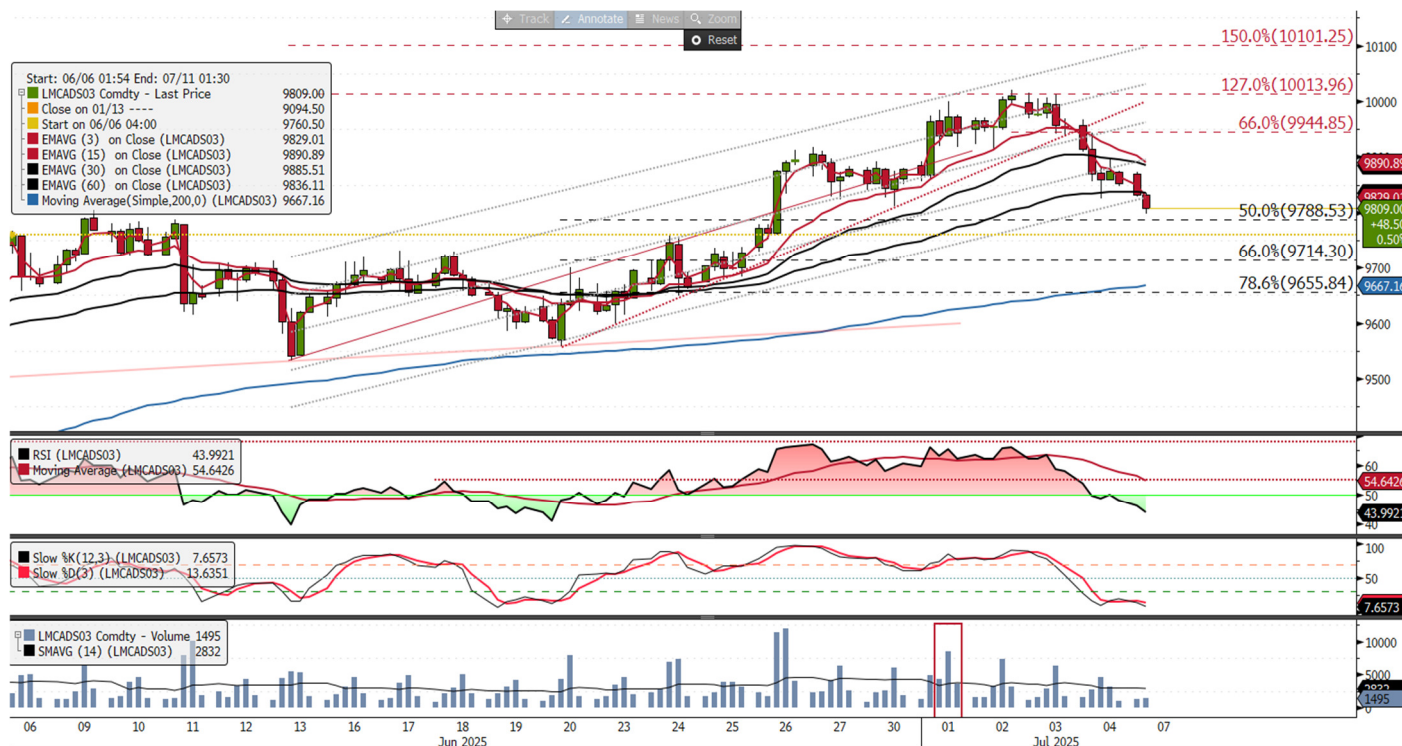 Track Annotate News Zoom
Reset
150.0%(10101.25)
10100
Start: 06/06 01:54 End: 07/11 01:30
LMCADS03 Comdty - Last Price 9809.00
Close on 01/13 ---- 9094.50
Start on 06/06 04:00 9760.50
EMAVG (3) on Close (LMCADS03) 9829.01
EMAVG (15) on Close (LMCADS03) 9890.89
EMAVG (30) on Close (LMCADS03) 9885.51
EMAVG (60) on Close (LMCADS03) 9836.11
Moving Average(Simple,200,0) (LMCADS03) 9667.16
127.0%(10013.96)
10000
66.0%(9944.85)
9890.89
9829.01
9809.00
+48.50
0.50%
50.0%(9788.53)
66.0%(9714.30)
9700
78.6%(9655.84)
9667.16
9600
9500
RSI (LMCADS03) 43.9921
Moving Average (LMCADS03) 54.6426
60
54.6426
50
43.9921
40
Slow %K(12,3) (LMCADS03) 7.6573
Slow %D(3) (LMCADS03) 13.6351
100
50
7.6573
LMCADS03 Comdty - Volume 1495
SMAVG (14) (LMCADS03) 2832
10000
5000
2832
1495
0
06 09 10 11 12 13 16 17 18 19 20 23 24 25 26 27 30 01 02 03 04 07
Jun 2025 Jul 2025